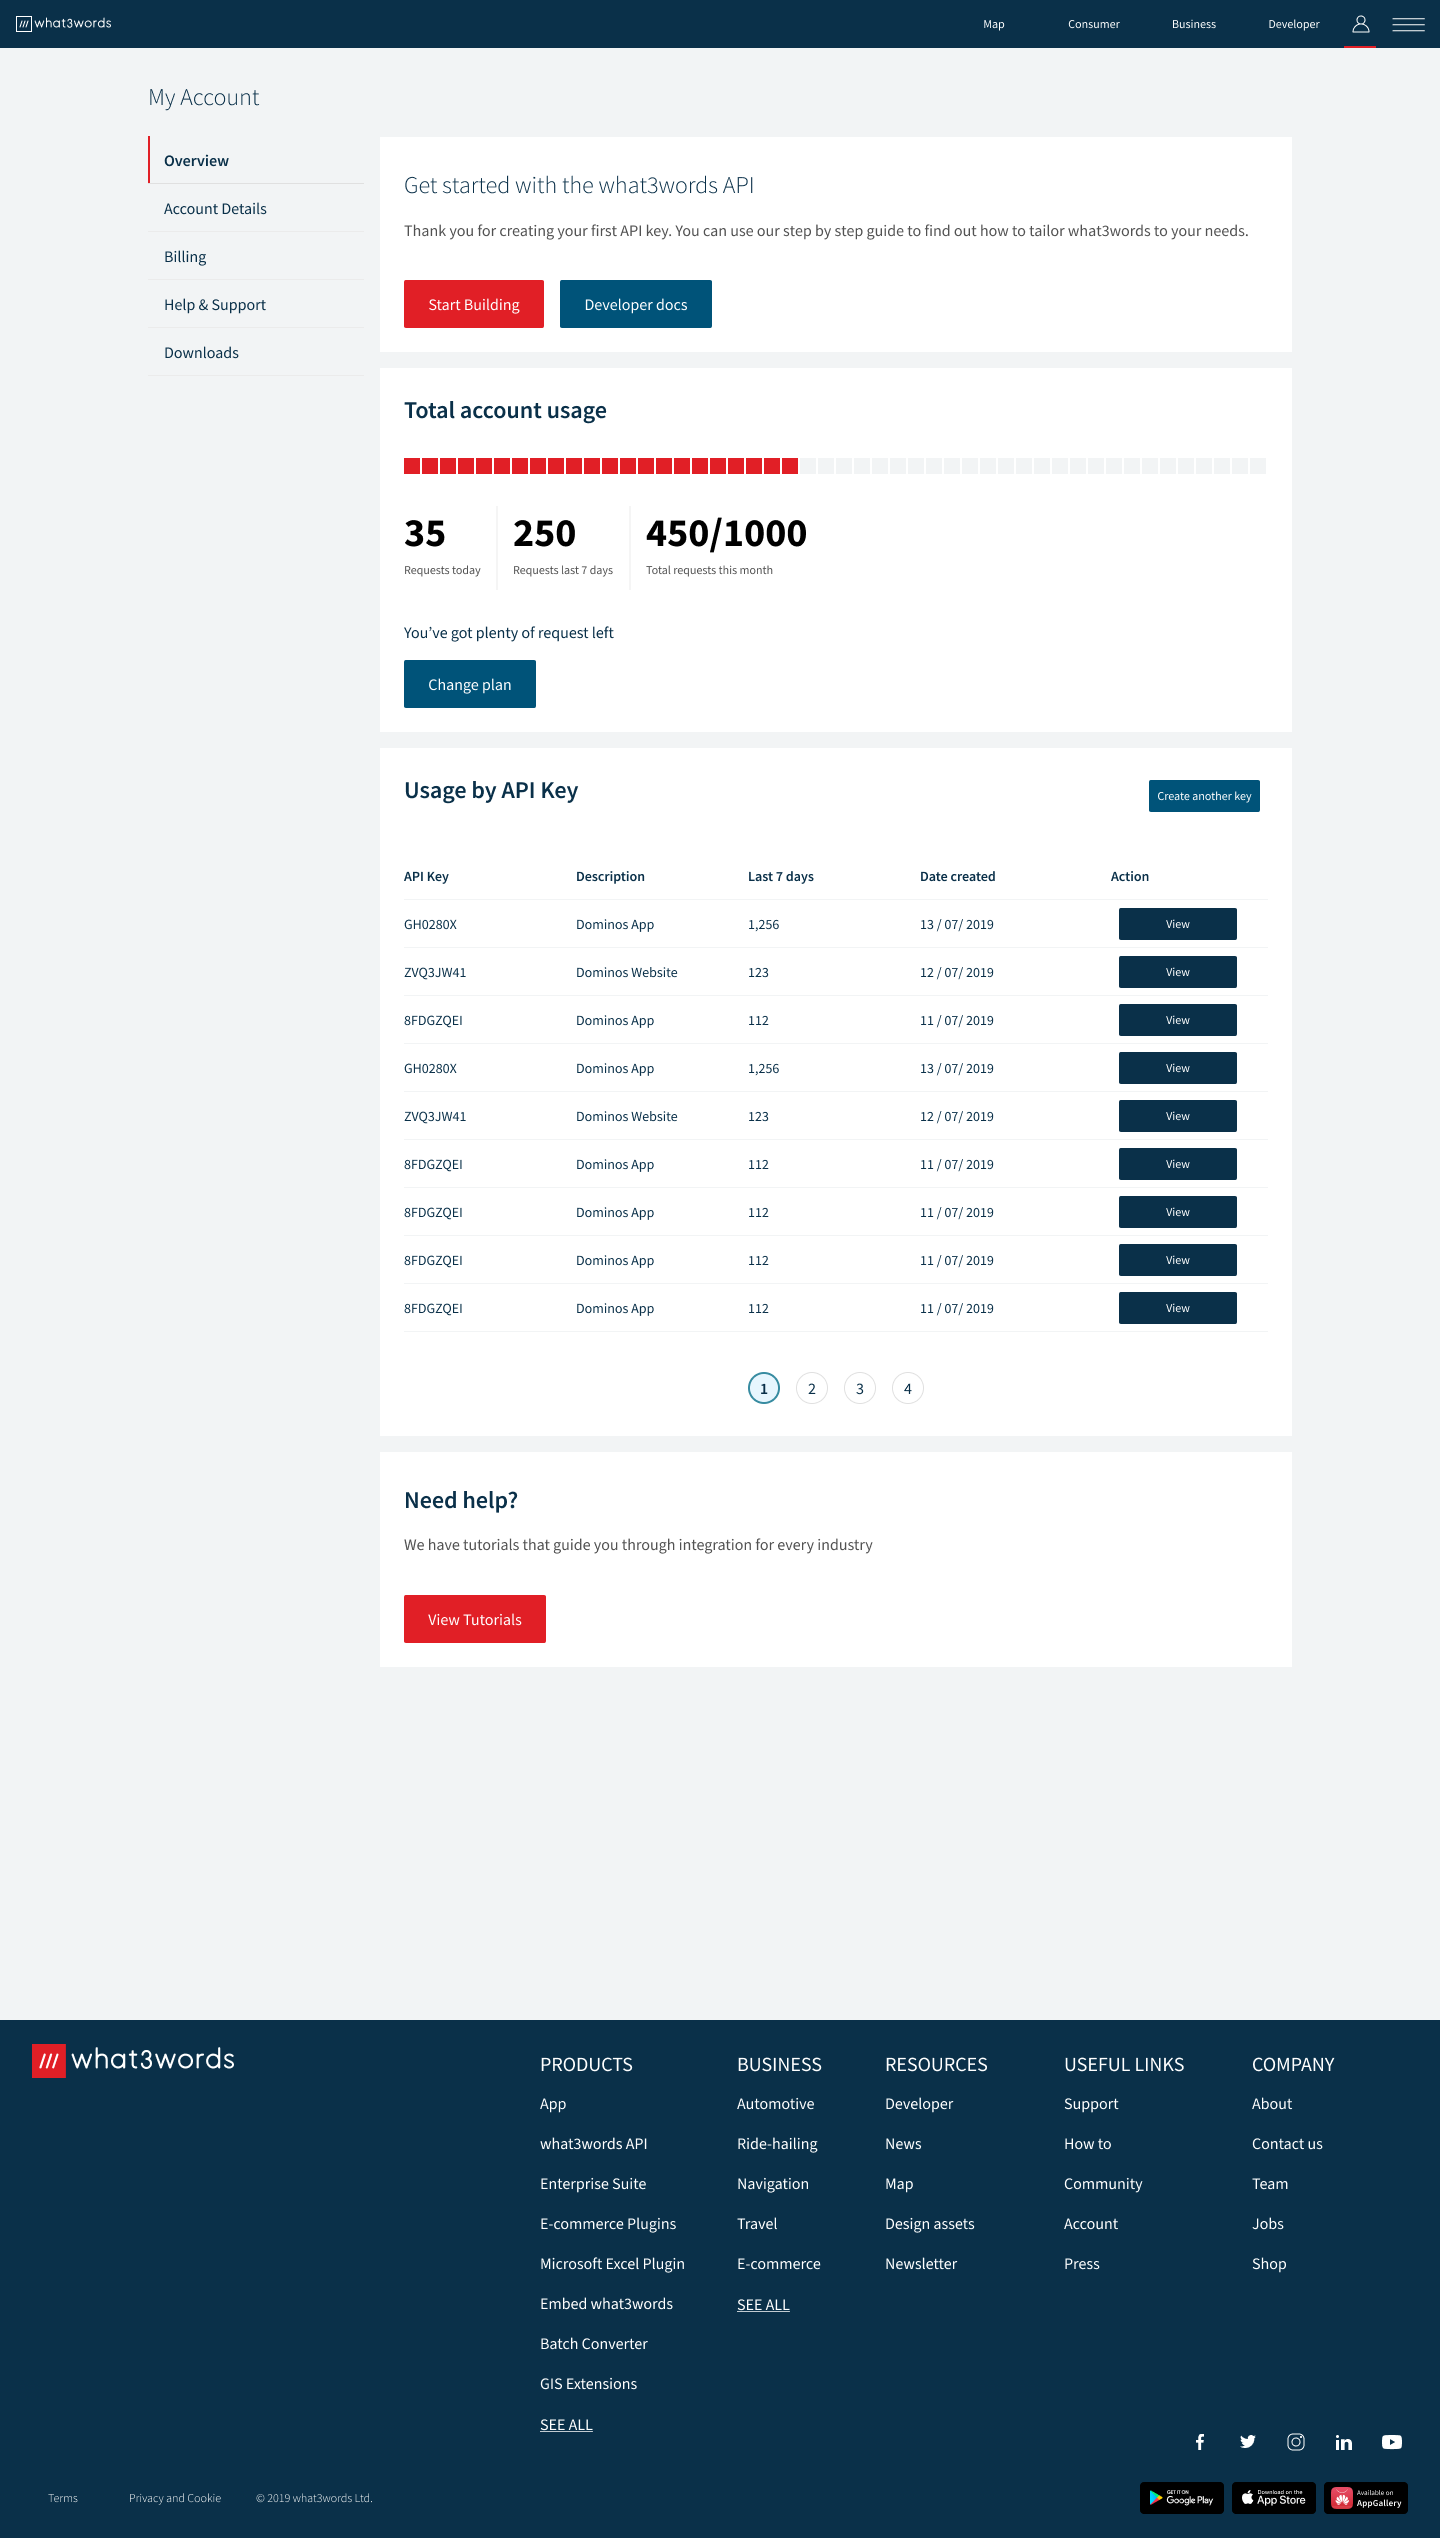 what3words
Map Consumer Business Developer
My Account
Overview
Account Details
Billing
Help & Support
Downloads
Get started with the what3words API
Thank you for creating your first API key. You can use our step by step guide to find out how to tailor what3words to your needs.
Start Building Developer docs
Total account usage
35 250 450/1000
Requests today Requests last 7 days Total requests this month
You’ve got plenty of request left
Change plan
Usage by API Key
Create another key
API Key Description Last 7 days Date created Action
GH0280X Dominos App 1,256 13 / 07/ 2019 View
ZVQ3JW41 Dominos Website 123 12 / 07/ 2019 View
8FDGZQEI Dominos App 112 11 / 07/ 2019 View
GH0280X Dominos App 1,256 13 / 07/ 2019 View
ZVQ3JW41 Dominos Website 123 12 / 07/ 2019 View
8FDGZQEI Dominos App 112 11 / 07/ 2019 View
8FDGZQEI Dominos App 112 11 / 07/ 2019 View
8FDGZQEI Dominos App 112 11 / 07/ 2019 View
8FDGZQEI Dominos App 112 11 / 07/ 2019 View
1 2 3 4
Need help?
We have tutorials that guide you through integration for every industry
View Tutorials
what3words
PRODUCTS
App
what3words API
Enterprise Suite
E-commerce Plugins
Microsoft Excel Plugin
Embed what3words
Batch Converter
GIS Extensions
SEE ALL
BUSINESS
Automotive
Ride-hailing
Navigation
Travel
E-commerce
SEE ALL
RESOURCES
Developer
News
Map
Design assets
Newsletter
USEFUL LINKS
Support
How to
Community
Account
Press
COMPANY
About
Contact us
Team
Jobs
Shop
Terms Privacy and Cookie © 2019 what3words Ltd.
GET IT ON
Google Play
Download on the
App Store
Available on
AppGallery